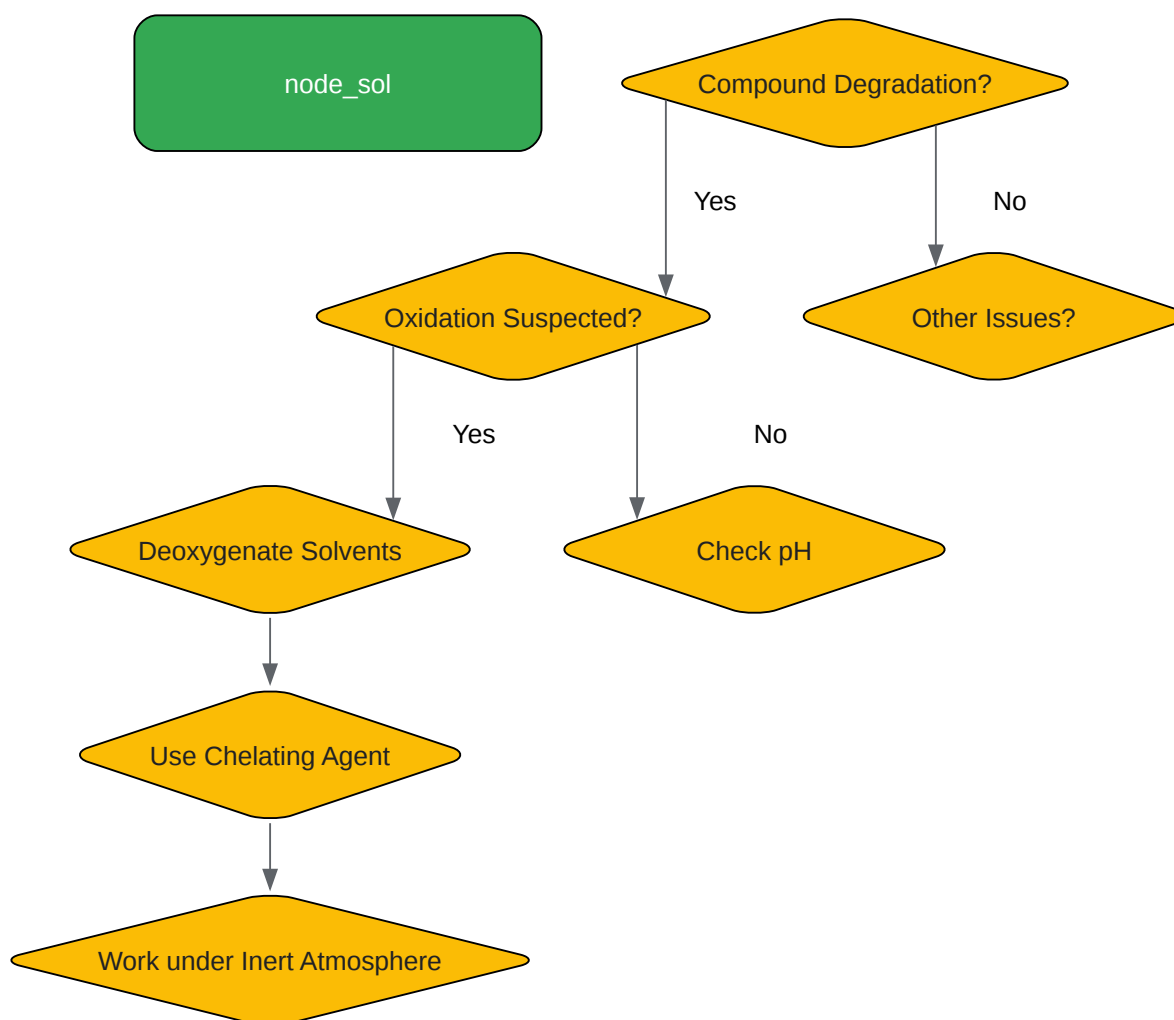 node_sol
Compound Degradation?
Yes
No
Oxidation Suspected?
Other Issues?
Yes
No
Deoxygenate Solvents
Check pH
Use Chelating Agent
Work under Inert Atmosphere